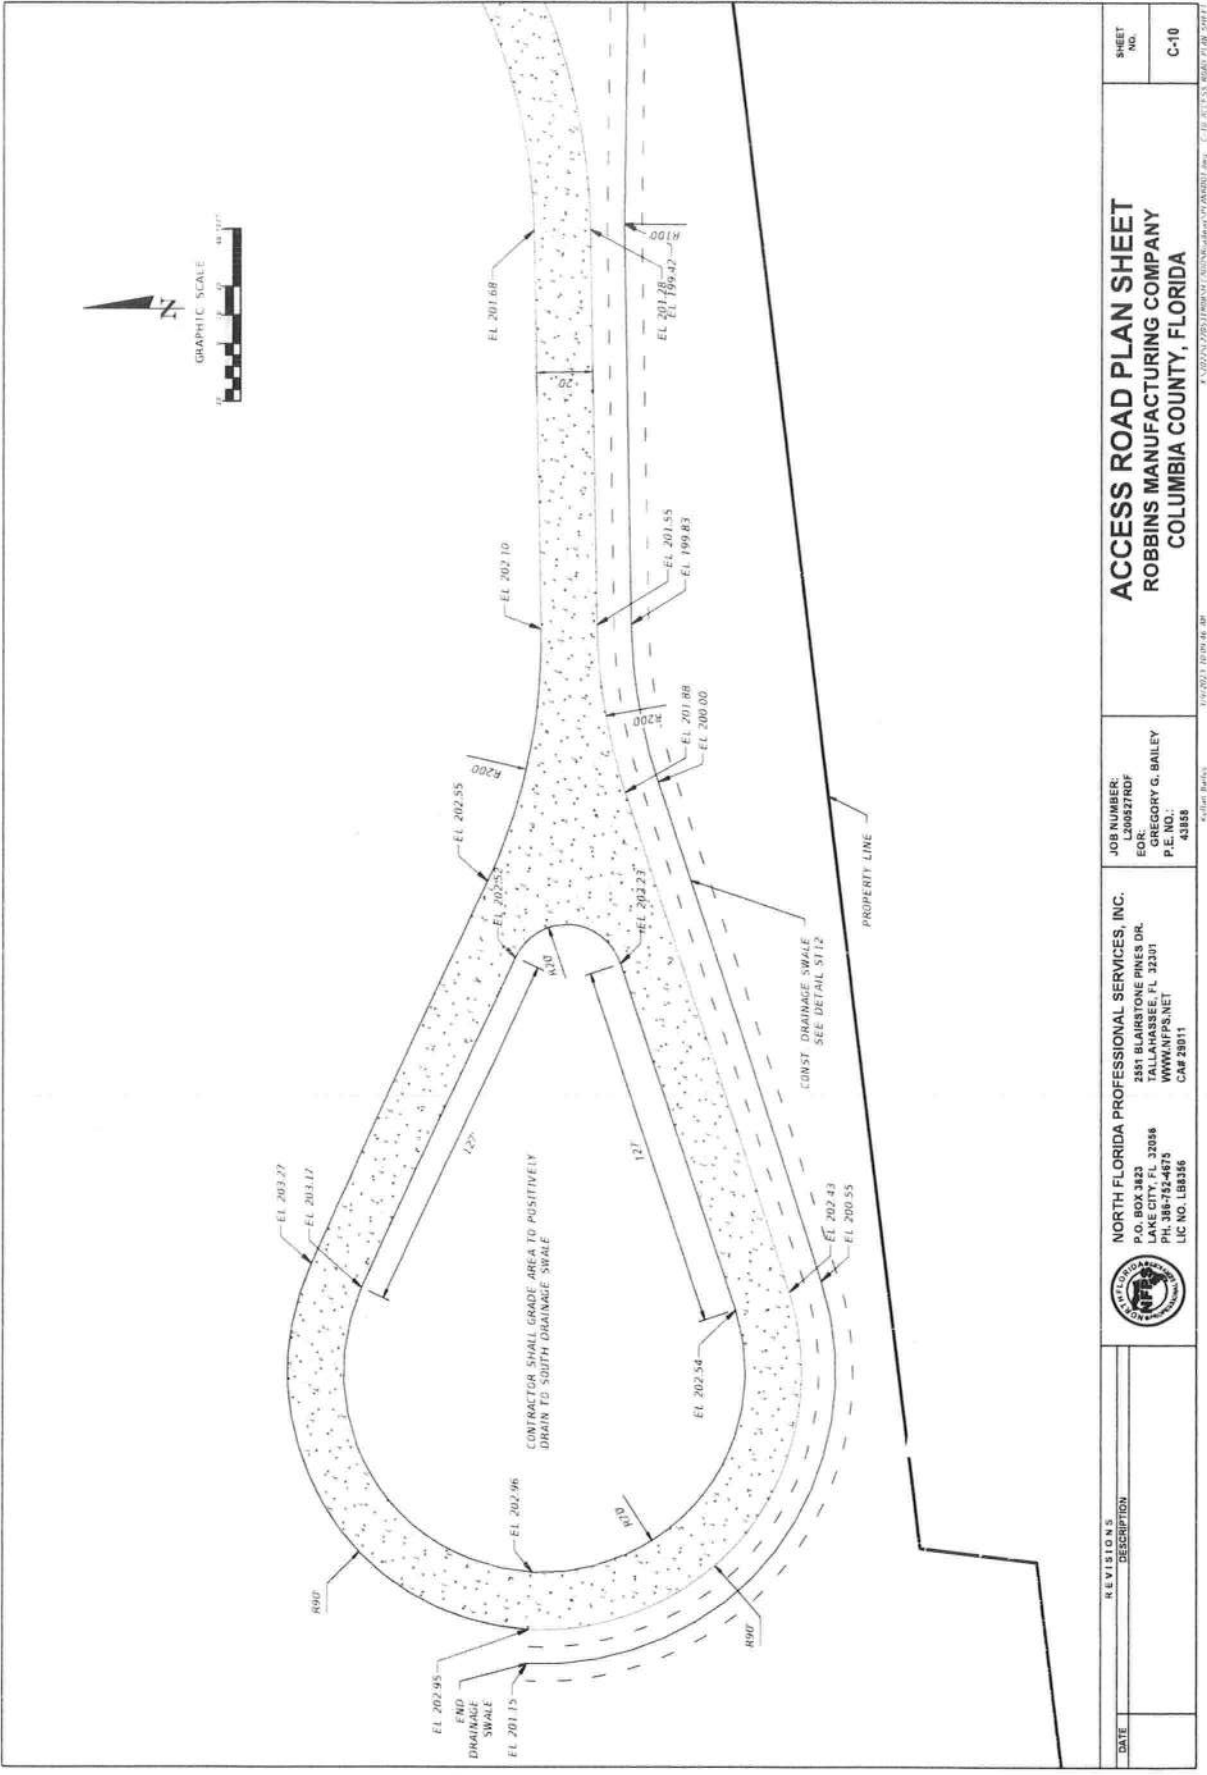 GRAPHIC SCALE
N
EL 201.68
R100'
EL 201.28
EL 199.42
20'
EL 202.10
EL 201.55
EL 199.83
R200'
R200'
EL 201.88
EL 200.00
EL 202.55
EL 202.52
R20'
PROPERTY LINE
CONST DRAINAGE SWALE
SEE DETAIL ST12
127'
127'
EL 203.27
EL 203.17
CONTRACTOR SHALL GRADE AREA TO POSITIVELY
DRAIN TO SOUTH DRAINAGE SWALE
EL 202.43
EL 200.55
EL 202.54
EL 202.96
R70'
R90'
R90'
EL 202.95
END
DRAINAGE
SWALE
EL 201.15
REVISIONS
DATE
DESCRIPTION
NORTH FLORIDA
NFPS
NORTH FLORIDA PROFESSIONAL SERVICES, INC.
P.O. BOX 3823
LAKE CITY, FL 32056
PH. 386-752-4675
LIC NO. LB8356
2551 BLAIRSTONE PINES DR.
TALLAHASSEE, FL 32301
WWW.NFPS.NET
CA# 29011
JOB NUMBER:
L200527RDF
EOR:
GREGORY G. BAILEY
P.E. NO.:
43858
ACCESS ROAD PLAN SHEET
ROBBINS MANUFACTURING COMPANY
COLUMBIA COUNTY, FLORIDA
SHEET
NO.
C-10